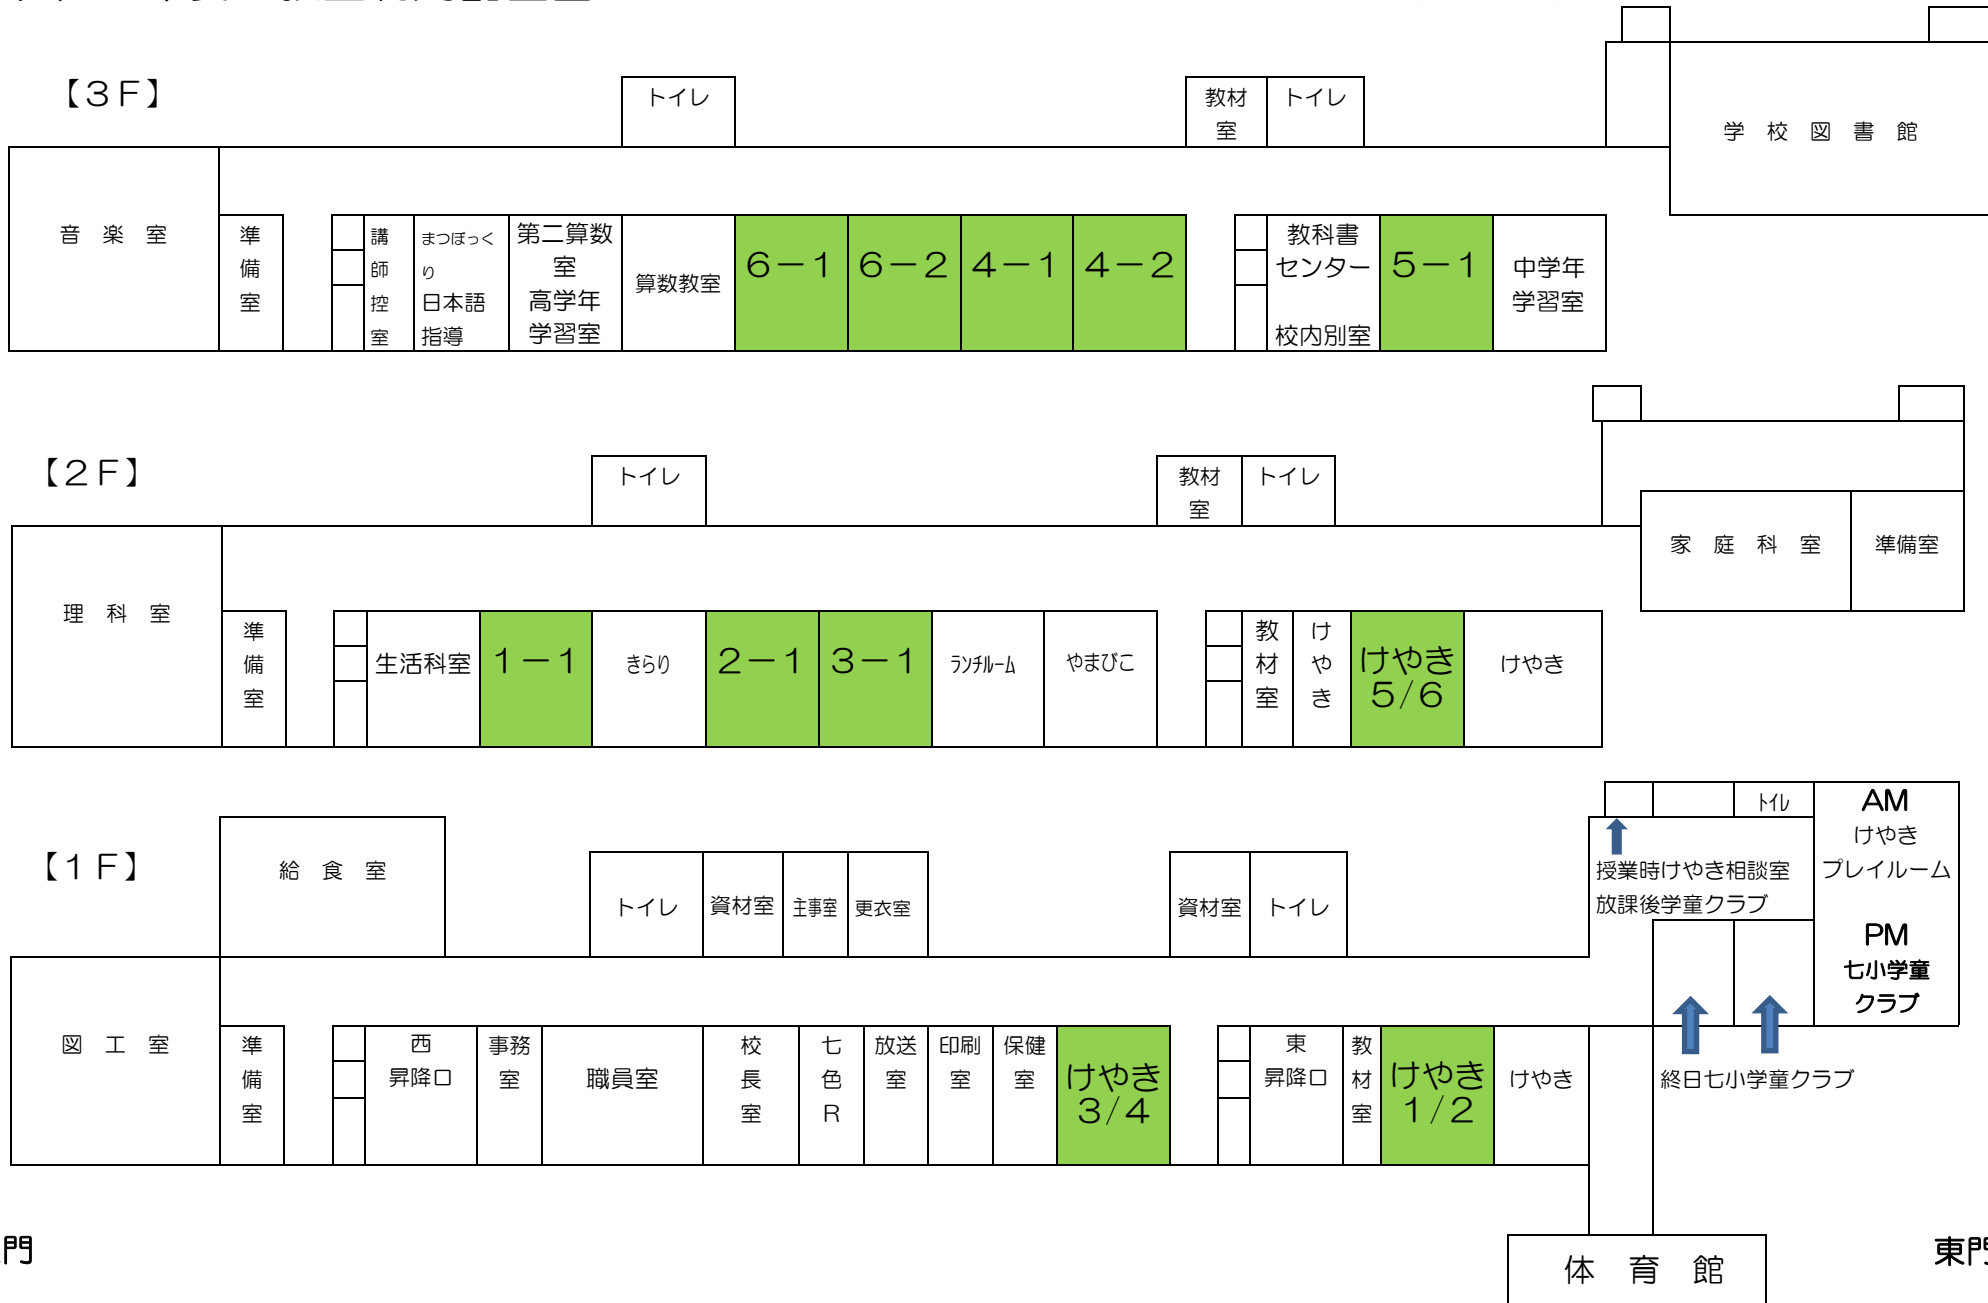 【３Ｆ】
トイレ
教材
室
トイレ
学 校 図 書 館
音 楽 室
準
備
室
講
師
控
室
まつぼっく
り
日本語
指導
第二算数
室
高学年
学習室
算数教室
６－１
６－２
４－１
４－２
教科書
センター
校内別室
５－１
中学年
学習室
【２Ｆ】
トイレ
教材
室
トイレ
家 庭 科 室
準備室
理 科 室
準
備
室
生活科室
１－１
きらり
２－１
３－１
ﾗﾝﾁﾙｰﾑ
やまびこ
教
材
室
け
や
き
けやき
５/６
けやき
【１Ｆ】
給 食 室
トイレ
資材室
主事室
更衣室
資材室
トイレ
ﾄｲﾚ
授業時けやき相談室
放課後学童クラブ
AM
けやき
プレイルーム
PM
七小学童
クラブ
図 工 室
準
備
室
西
昇降口
事務
室
職員室
校
長
室
七
色
Ｒ
放送
室
印刷
室
保健
室
けやき
３/４
東
昇降口
教
材
室
けやき
１/２
けやき
終日七小学童クラブ
門
東門
体 育 館